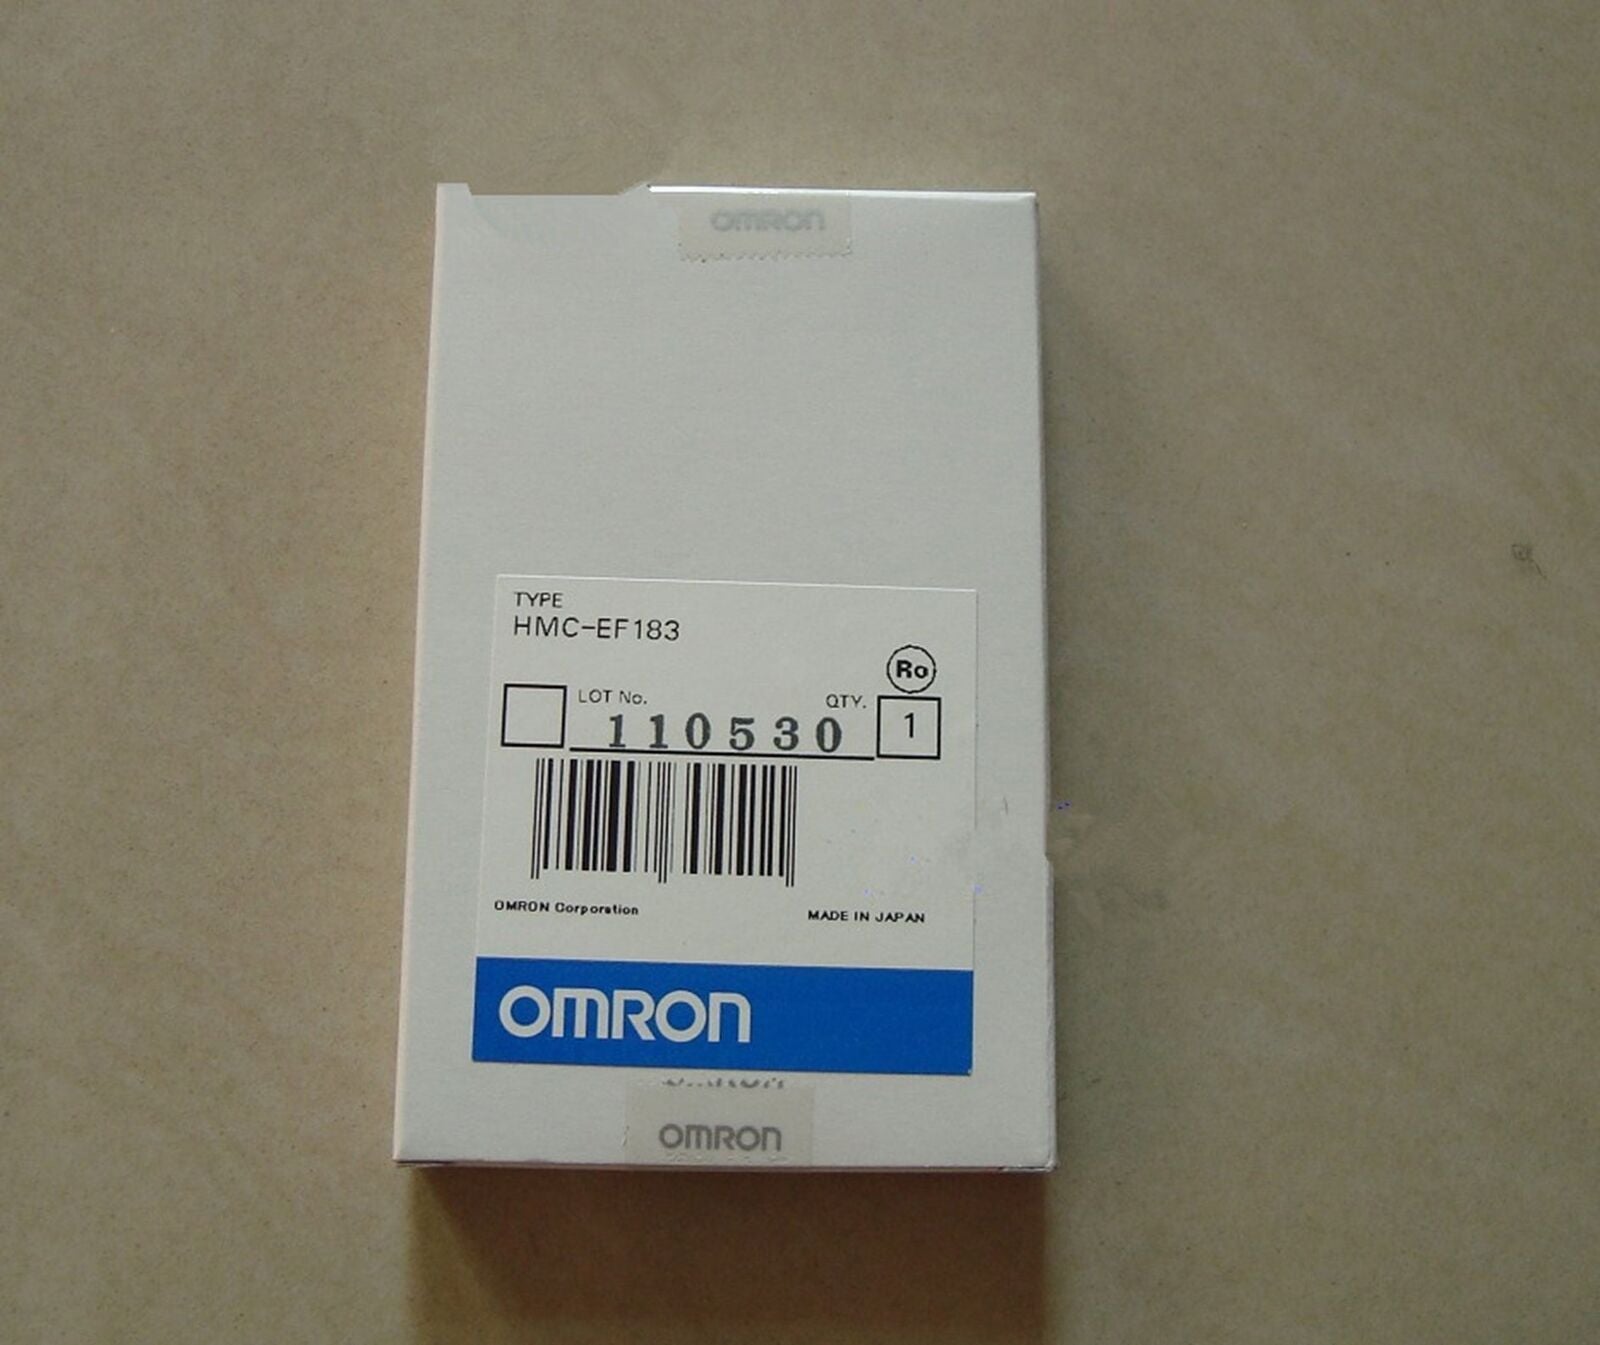 OMRON
TYPE
HMC-EF183
Ro
LOT No. QTY.
110530 1
OMRON Corporation MADE IN JAPAN
OMRON
OMRON